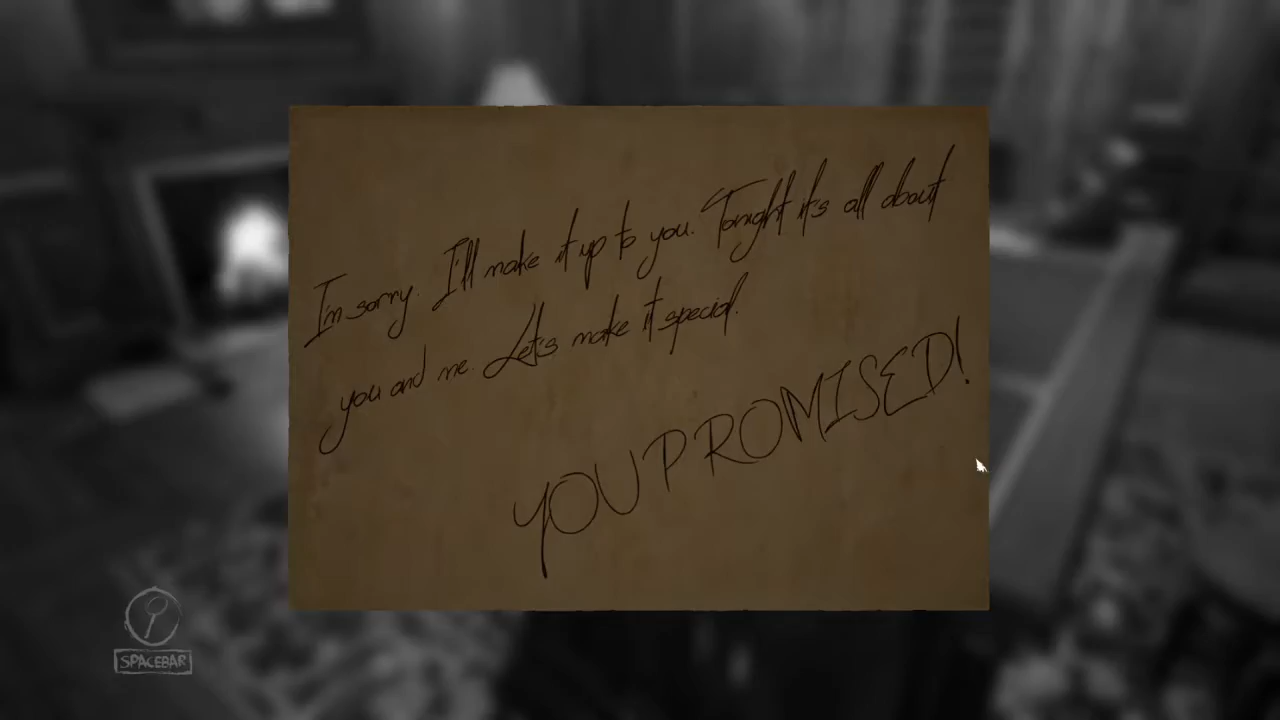 I'm sorry. I'll make it up to you. Tonight it's all about
you and me. Let's make it special.
YOU PROMISED!
SPACEBAR